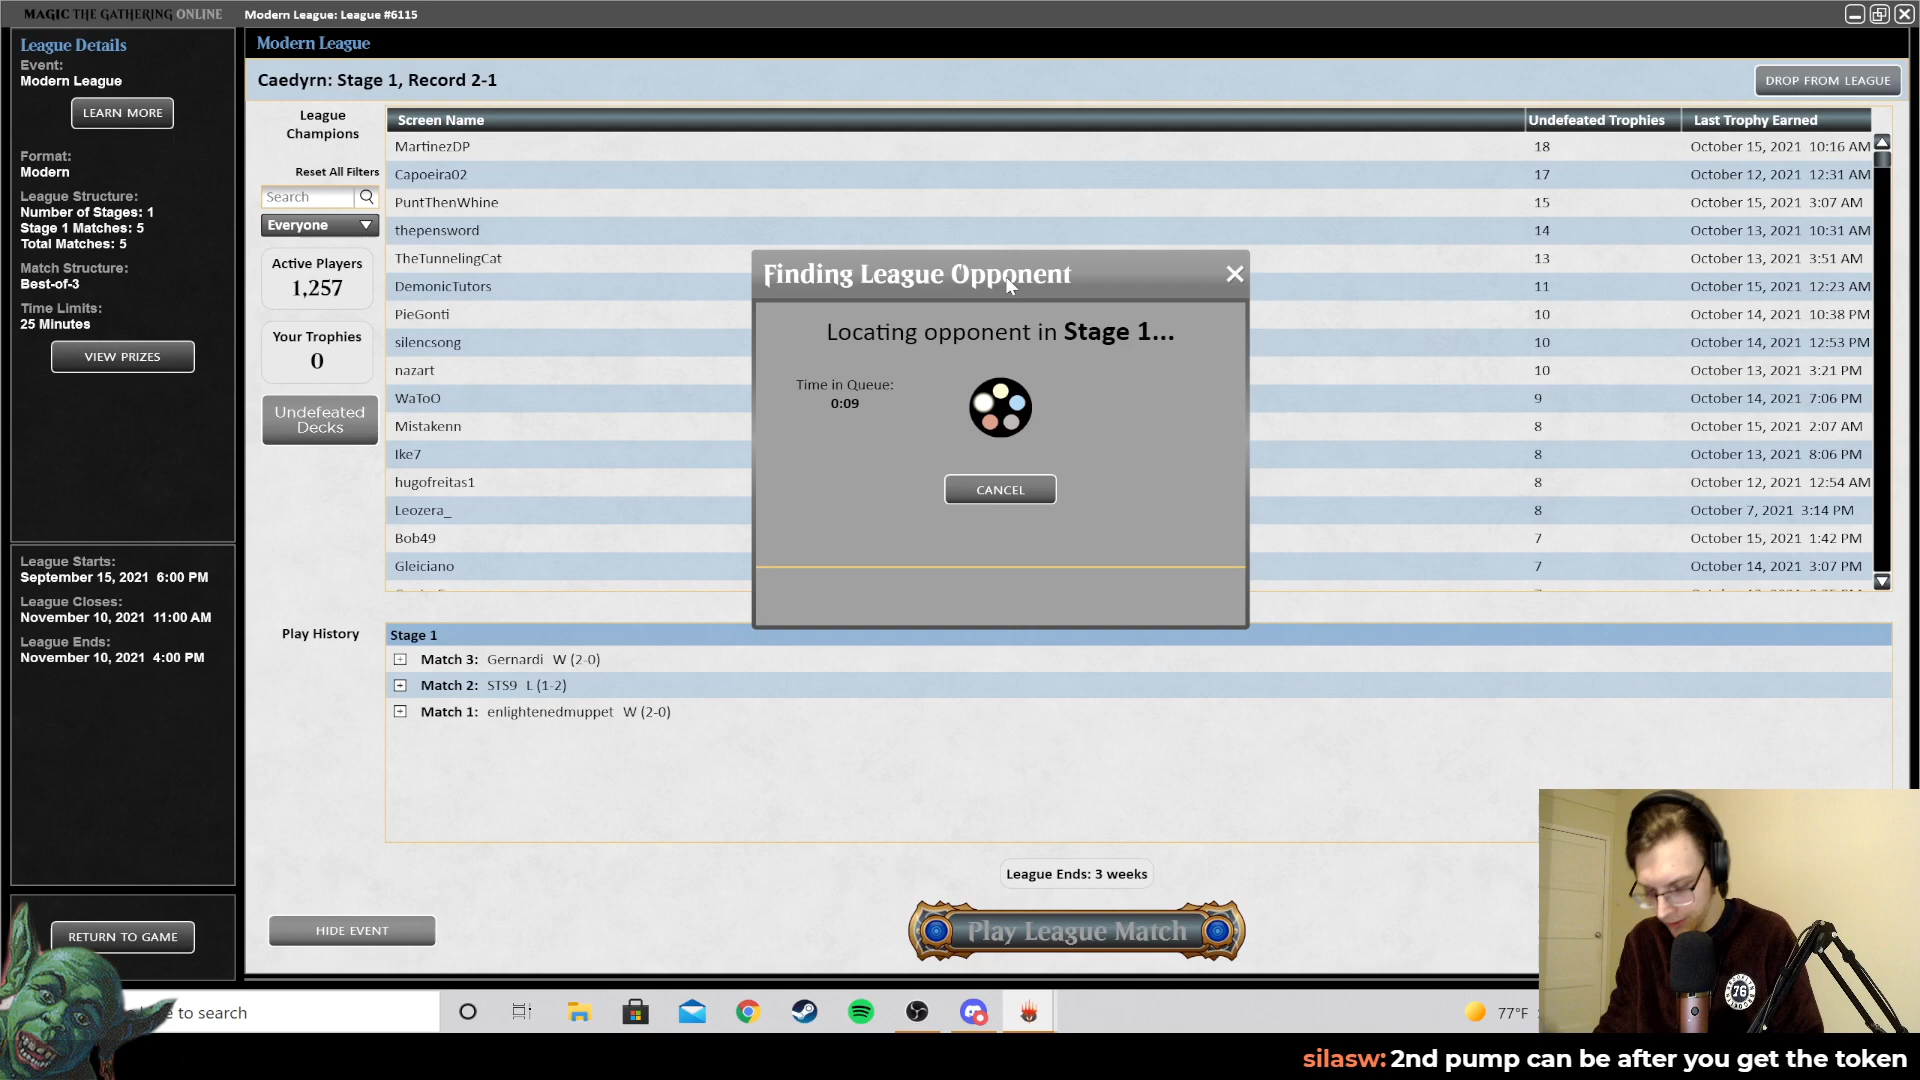 MAGIC THE GATHERING ONLINE
Modern League: League #6115
League Details
Event:
Modern League
LEARN MORE
Format:
Modern
League Structure:
Number of Stages: 1
Stage 1 Matches: 5
Total Matches: 5
Match Structure:
Best-of-3
Time Limits:
25 Minutes
VIEW PRIZES
League Starts:
September 15, 2021 6:00 PM
League Closes:
November 10, 2021 11:00 AM
League Ends:
November 10, 2021 4:00 PM
RETURN TO GAME
Modern League
Caedyrn: Stage 1, Record 2-1
DROP FROM LEAGUE
League
Champions
Reset All Filters
Search
Everyone
Active Players
1,257
Your Trophies
0
Undefeated
Decks
Screen Name Undefeated Trophies Last Trophy Earned
MartinezDP 18 October 15, 2021 10:16 AM
Capoeira02 17 October 12, 2021 12:31 AM
PuntThenWhine 15 October 15, 2021 3:07 AM
thepensword 14 October 13, 2021 10:31 AM
TheTunnelingCat 13 October 13, 2021 3:51 AM
DemonicTutors 11 October 15, 2021 12:23 AM
PieGonti 10 October 14, 2021 10:38 PM
silencsong 10 October 14, 2021 12:53 PM
nazart 10 October 13, 2021 3:21 PM
WaToO 9 October 14, 2021 7:06 PM
Mistakenn 8 October 15, 2021 2:07 AM
Ike7 8 October 13, 2021 8:06 PM
hugofreitas1 8 October 12, 2021 12:54 AM
Leozera_ 8 October 7, 2021 3:14 PM
Bob49 7 October 15, 2021 1:42 PM
Gleiciano 7 October 14, 2021 3:07 PM
Finding League Opponent
Locating opponent in Stage 1...
Time in Queue:
0:09
CANCEL
Play History
Stage 1
Match 3: Gernardi W (2-0)
Match 2: STS9 L (1-2)
Match 1: enlightenedmuppet W (2-0)
League Ends: 3 weeks
HIDE EVENT
Play League Match
76
e to search
77°F
silasw: 2nd pump can be after you get the token